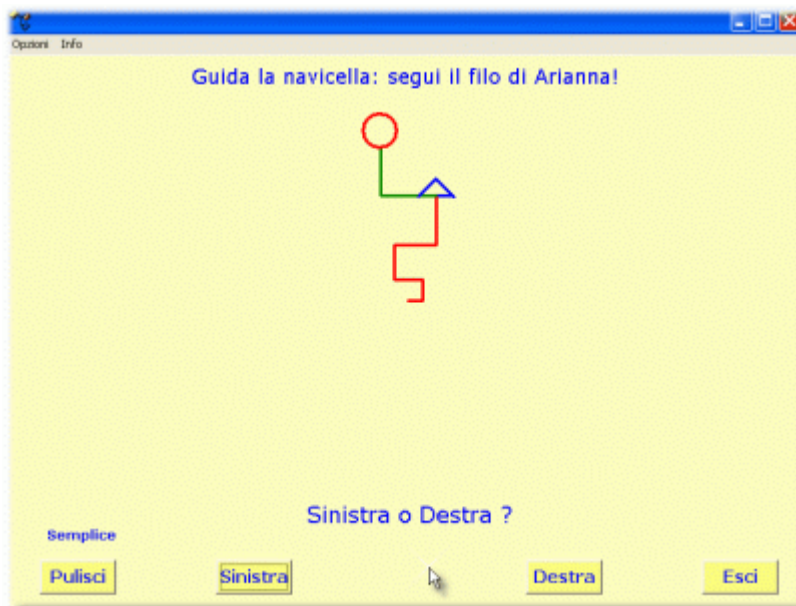 Opzioni Info
Guida la navicella: segui il filo di Arianna!
Sinistra o Destra ?
Semplice
Pulisci Sinistra Destra Esci